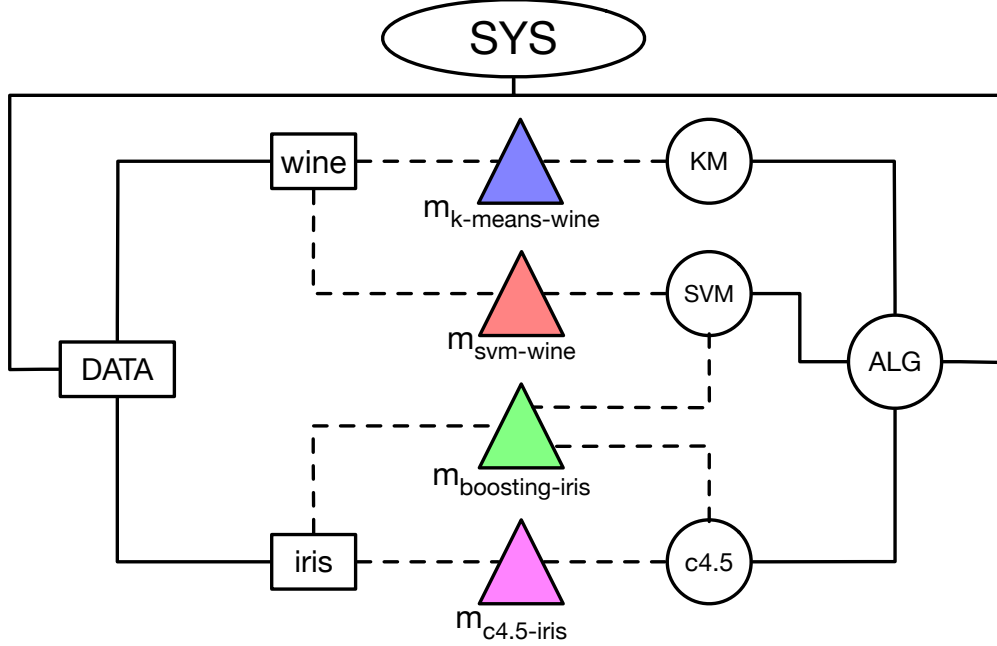 SYS
wine
KM
m_k-means-wine
SVM
m_svm-wine
DATA
ALG
m_boosting-iris
iris
c4.5
m_c4.5-iris